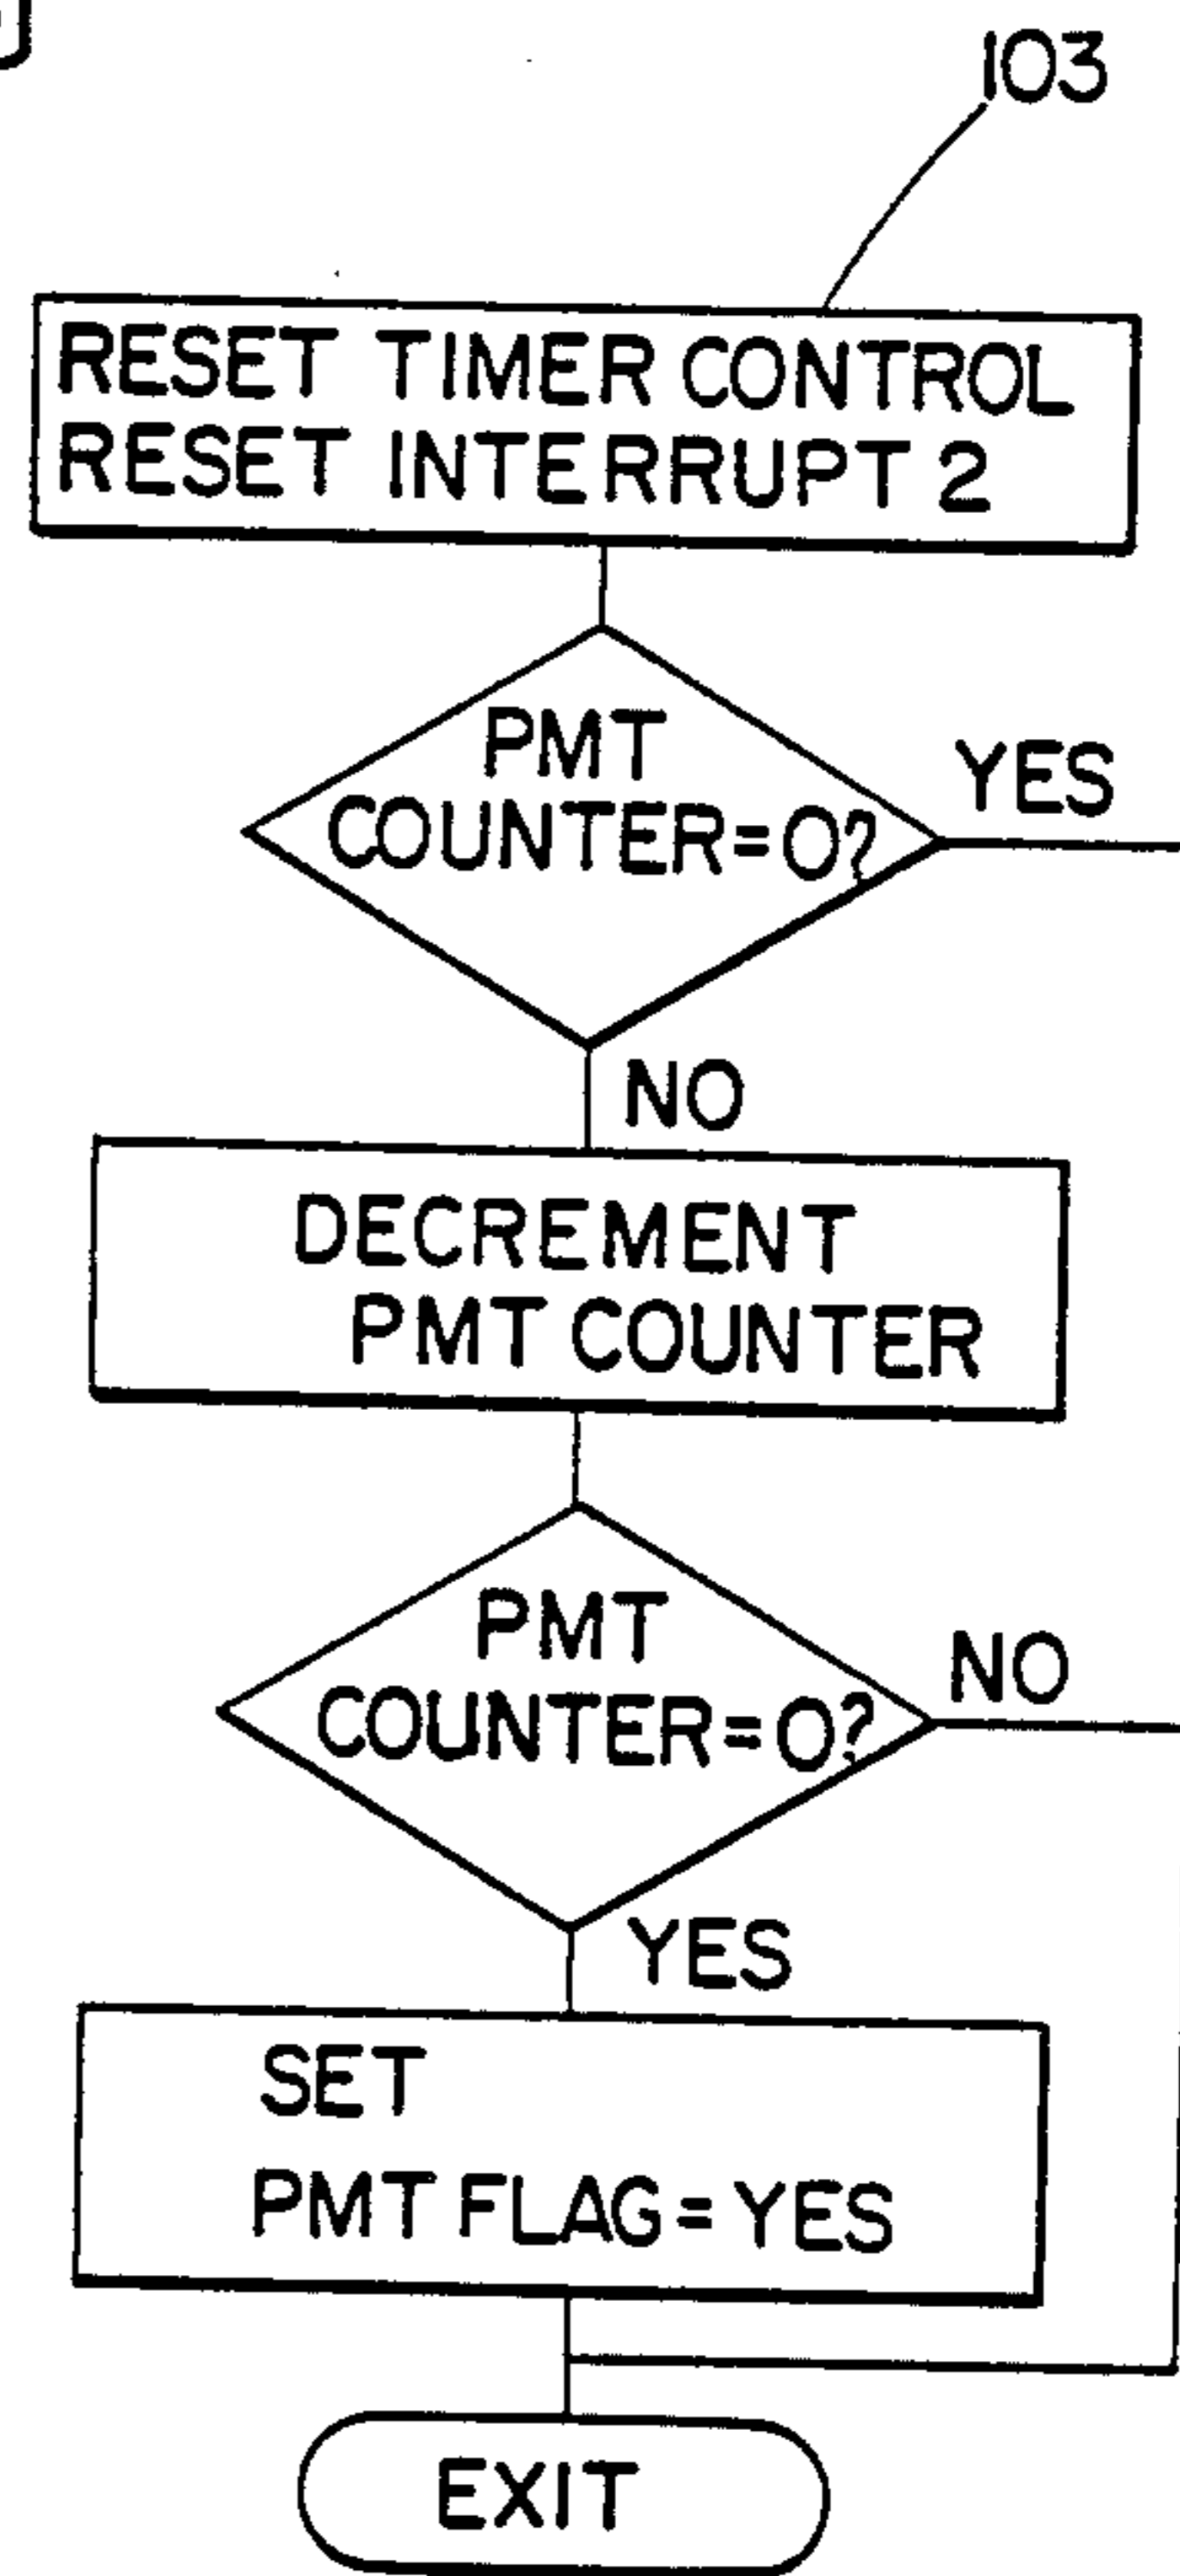 103
RESET TIMER CONTROL
RESET INTERRUPT 2
PMT
COUNTER=0?
YES
NO
DECREMENT
PMT COUNTER
PMT
COUNTER=0?
NO
YES
SET
PMT FLAG=YES
EXIT